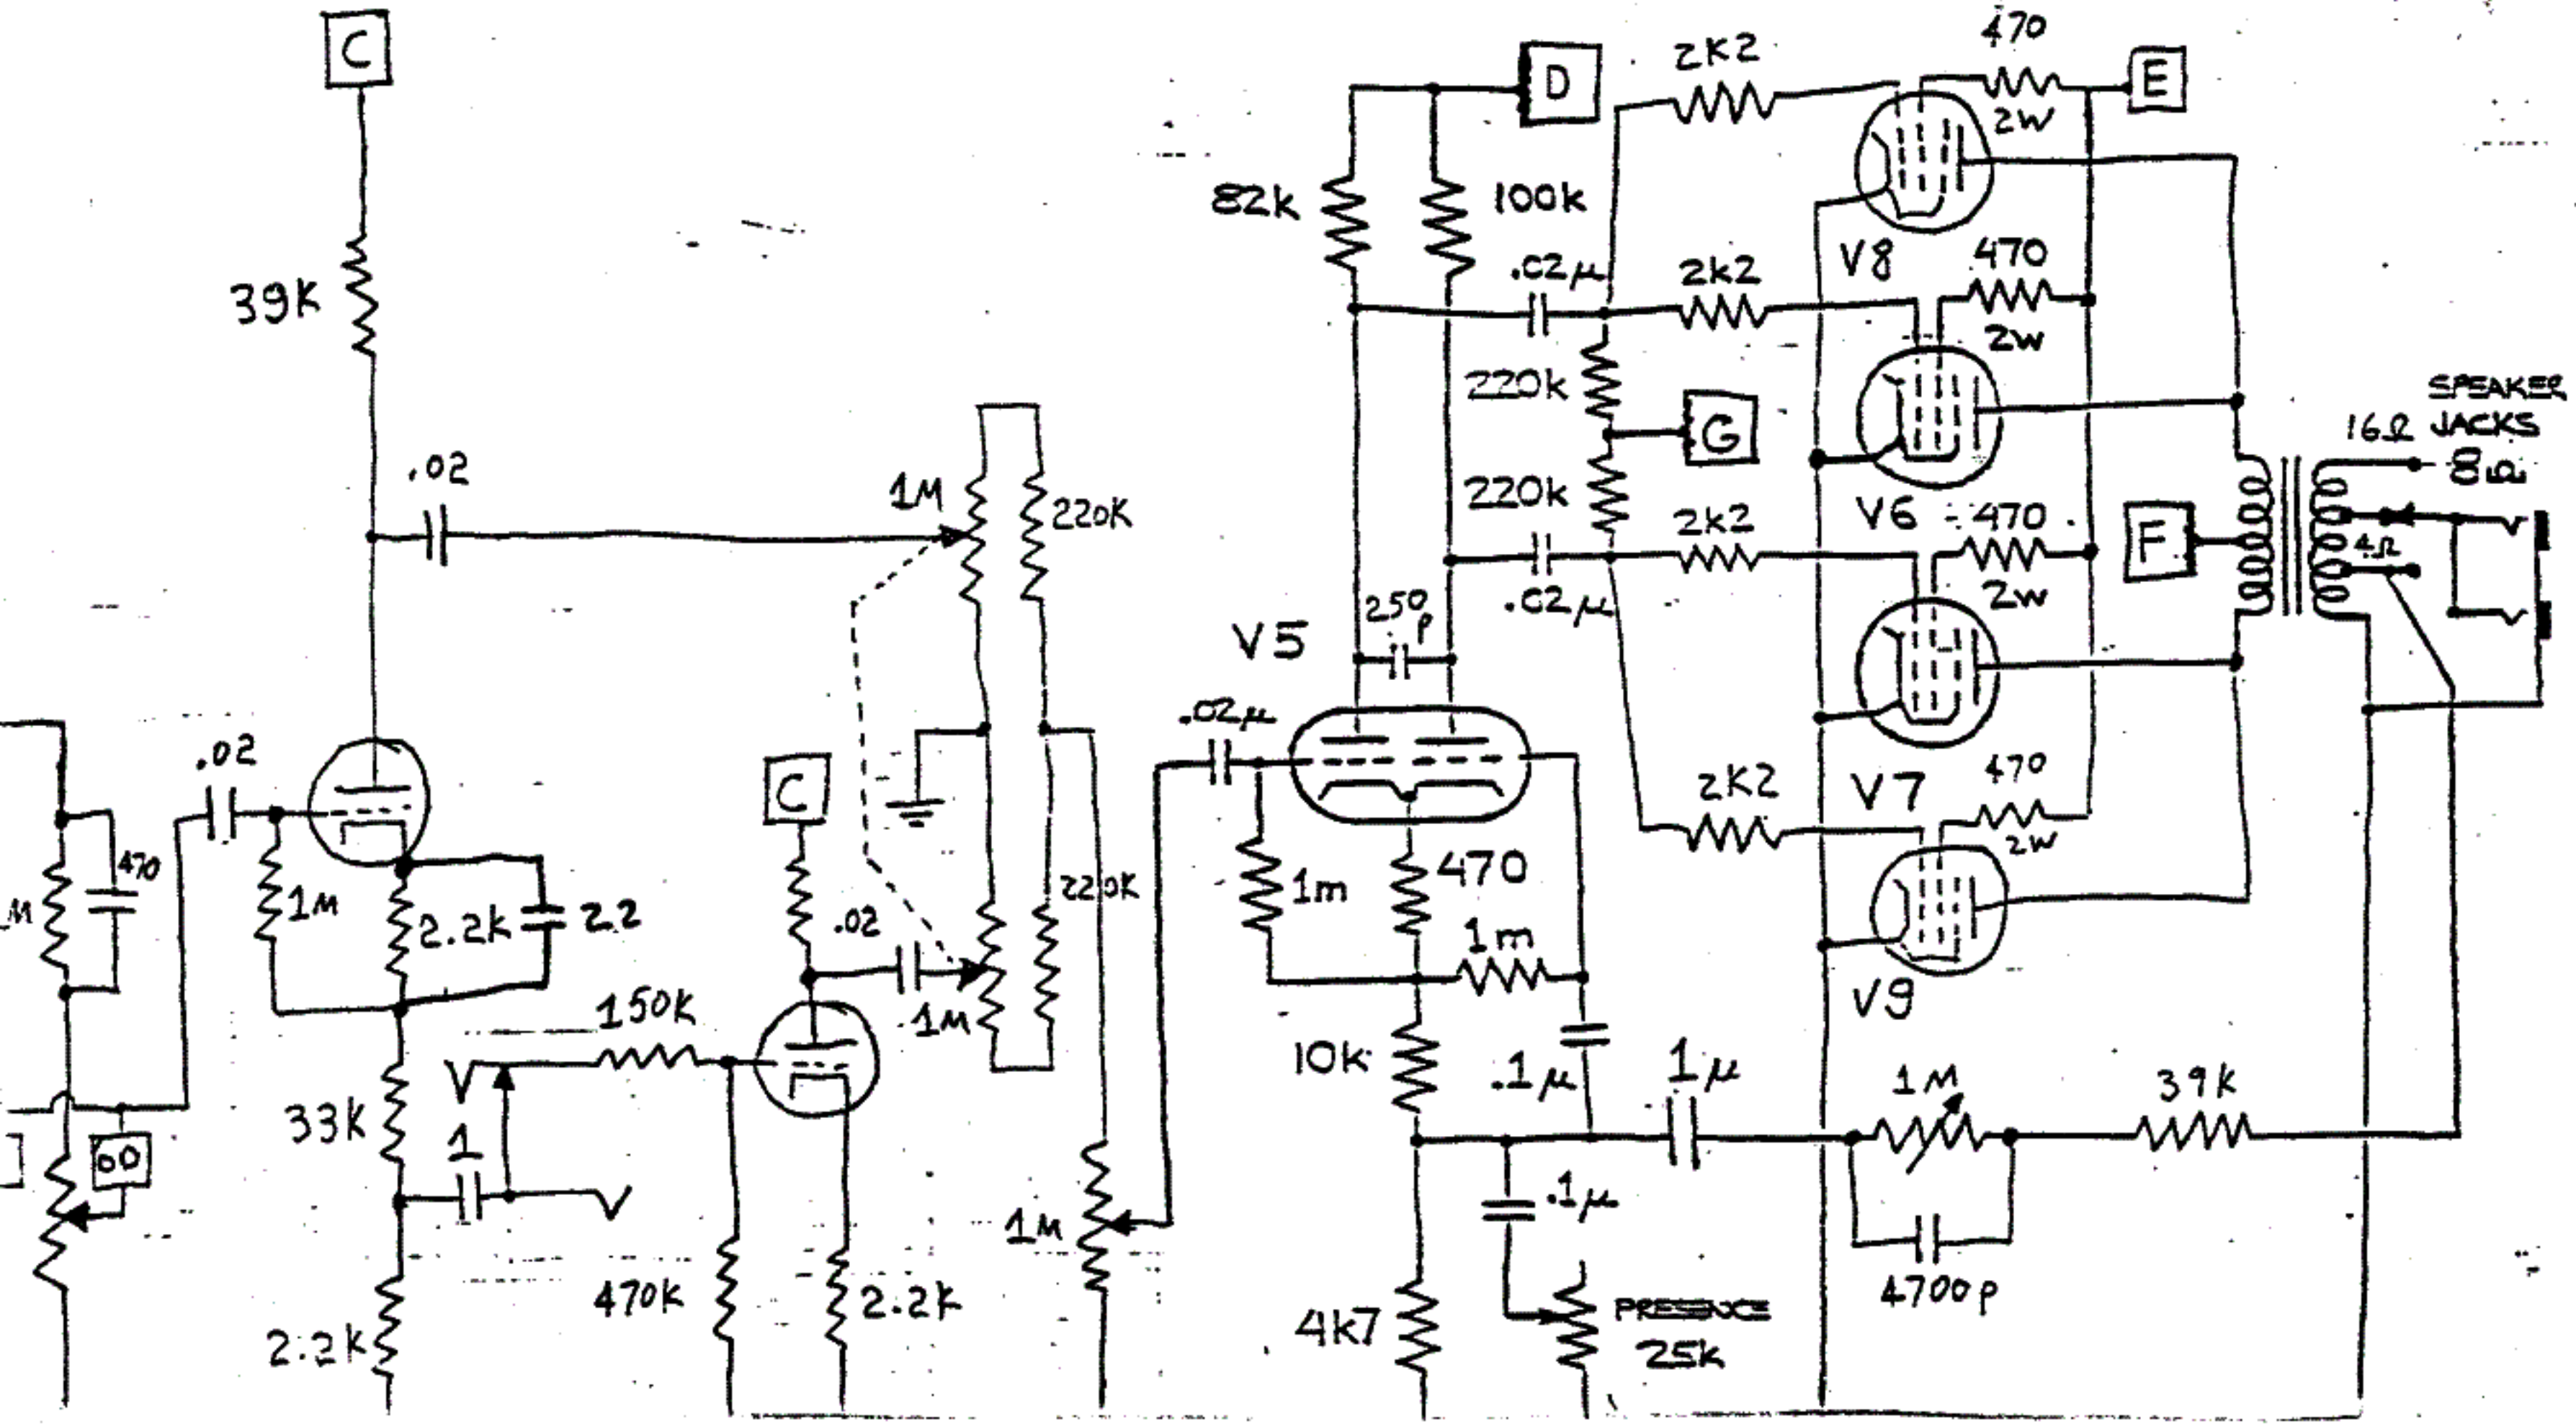 C
39K
.02
1M
220K
.02
470
M
1M
2.2K
2.2
150K
33K
1
OD
2.2K
470K
2.2K
C
.02
1M
220K
1M
D
82k
100k
.02µ
220k
G
220k
.02µ
250p
V5
.02µ
1m
470
1m
10k
.1µ
1µ
.1µ
4k7
PRESENCE
25k
2K2
470
2W
E
V8
2k2
470
2W
V6
2k2
470
2W
V7
2K2
470
2W
V9
F
SPEAKER
JACKS
16Ω
8Ω
4Ω
1M
39K
4700p